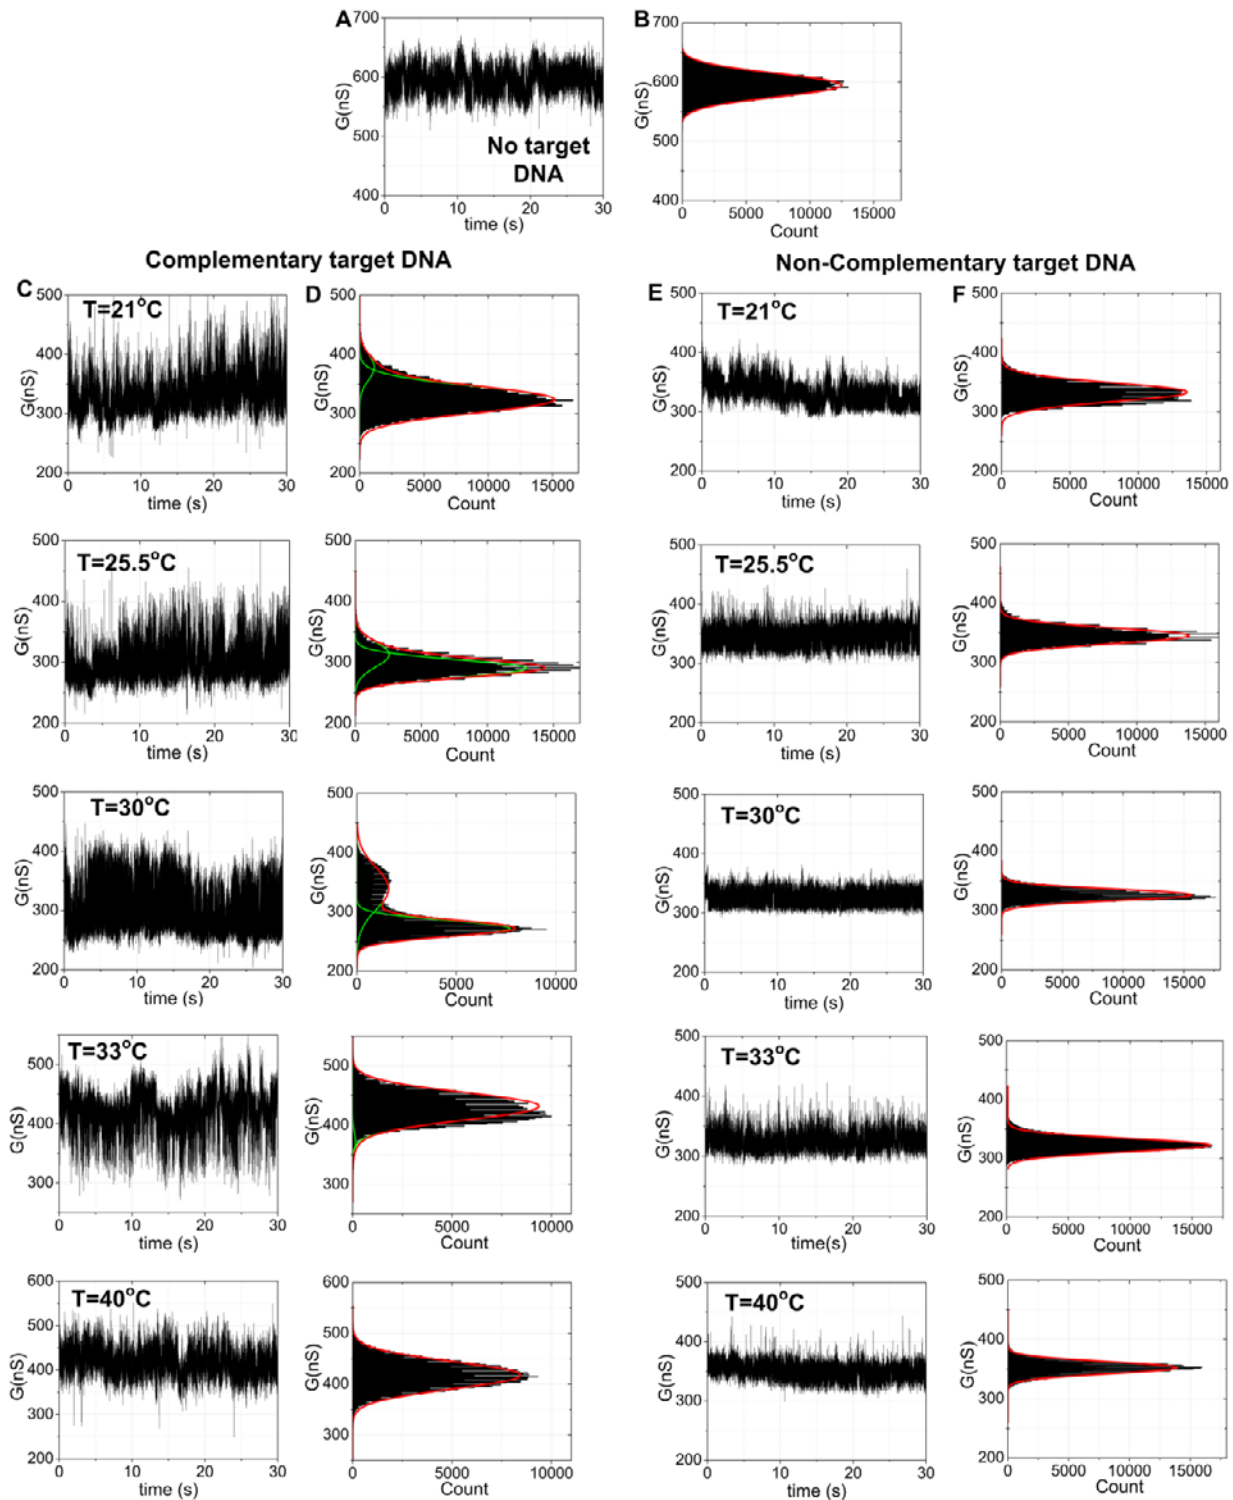 A
700
600
500
400
G(nS)
No target
DNA
0 10 20 30
time (s)
B
700
600
500
400
G(nS)
0 5000 10000 15000
Count
Complementary target DNA
Non-Complementary target DNA
C
T=21°C
500
400
300
200
G(nS)
0 10 20 30
time (s)
D
500
400
300
200
G(nS)
0 5000 10000 15000
Count
E
T=21°C
500
400
300
200
G(nS)
0 10 20 30
time (s)
F
500
400
300
200
G(nS)
0 5000 10000 15000
Count
T=25.5°C
500
400
300
200
G(nS)
0 10 20 30
time (s)
500
400
300
200
G(nS)
0 5000 10000 15000
Count
T=25.5°C
500
400
300
200
G(nS)
0 10 20 30
time (s)
500
400
300
200
G(nS)
0 5000 10000 15000
Count
T=30°C
500
400
300
200
G(nS)
0 10 20 30
time (s)
500
400
300
200
G(nS)
5000 10000
Count
T=30°C
500
400
300
200
G(nS)
0 10 20 30
time (s)
500
400
300
200
G(nS)
0 5000 10000 15000
Count
T=33°C
500
400
300
G(nS)
0 10 20 30
time (s)
500
400
300
G(nS)
0 5000 10000
Count
T=33°C
500
400
300
200
G(nS)
0 10 20 30
time(s)
500
400
300
200
G(nS)
0 5000 10000 15000
Count
T=40°C
600
500
400
300
200
G(nS)
0 10 20 30
time (s)
600
500
400
300
G(nS)
0 5000 10000
Count
T=40°C
500
400
300
200
G(nS)
0 10 20 30
time (s)
500
400
300
200
G(nS)
0 5000 10000 15000
Count